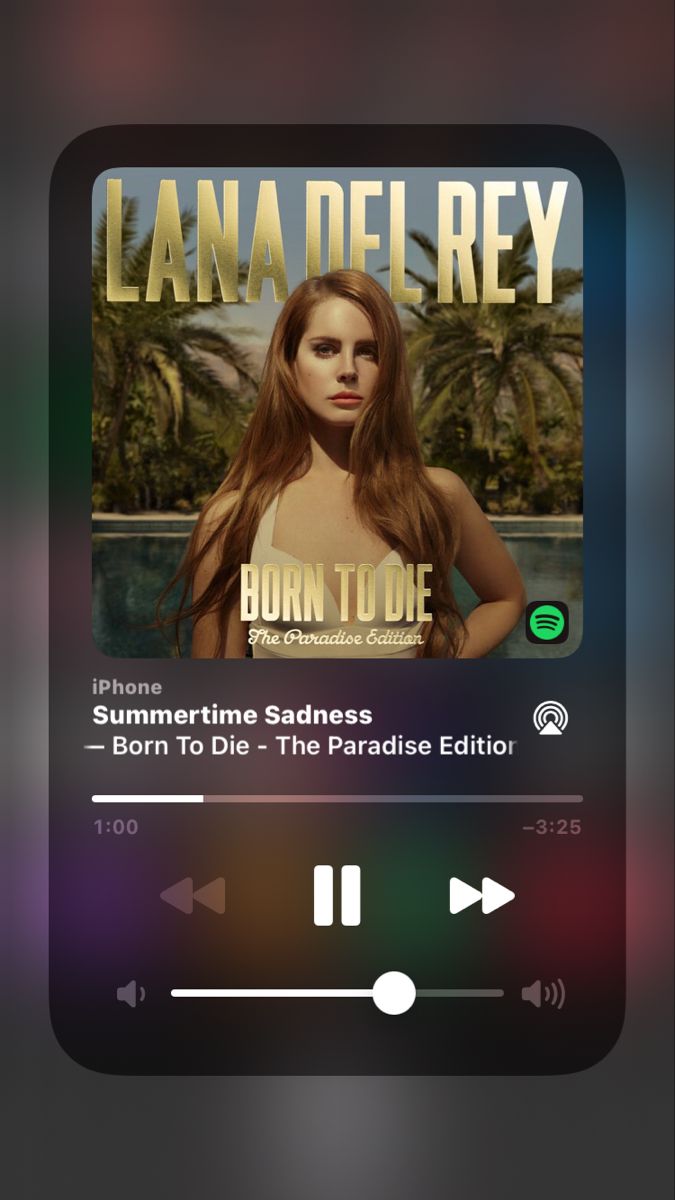 LANA DEL REY
BORN TO DIE
The Paradise Edition
iPhone
Summertime Sadness
— Born To Die - The Paradise Edition
1:00
–3:25